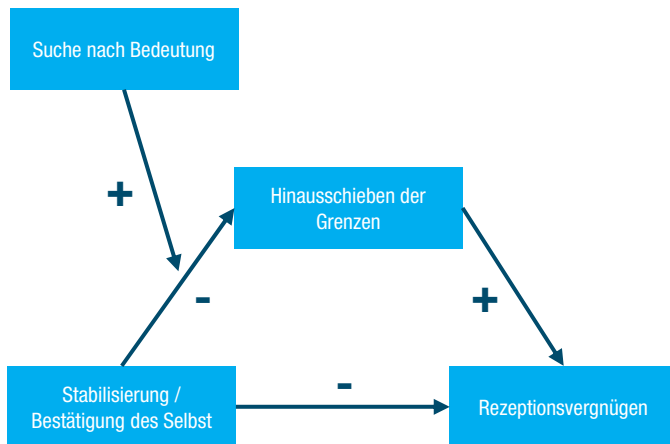 Suche nach Bedeutung
+
Hinausschieben der
Grenzen
-
+
Stabilisierung /
Bestätigung des Selbst
-
Rezeptionsvergnügen